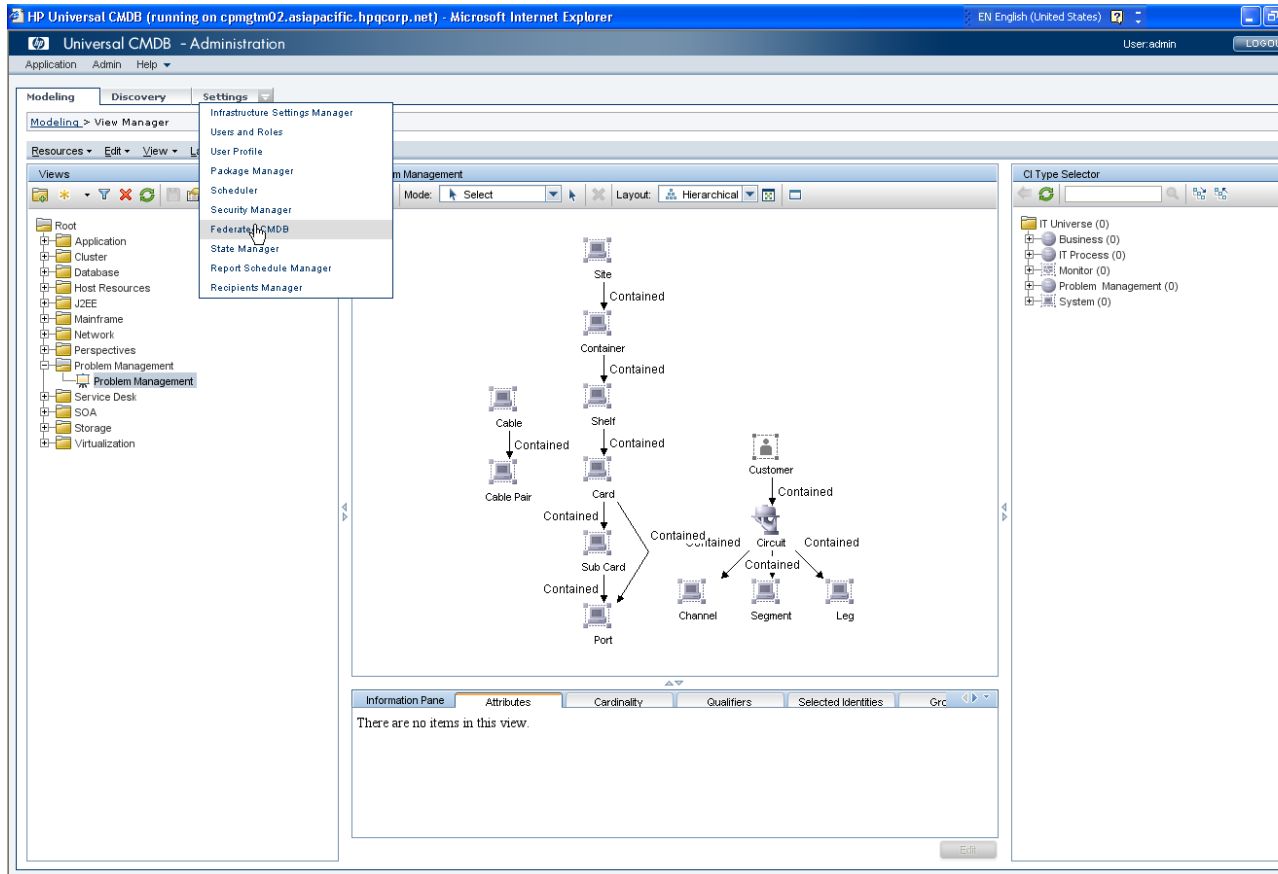 HP Universal CMDB (running on cpmgtm02.asiapacific.hpqcorp.net) - Microsoft Internet Explorer
EN English (United States)
Universal CMDB - Administration
User:admin
Application Admin Help
Modeling Discovery Settings
Modeling > View Manager
Infrastructure Settings Manager
Users and Roles
User Profile
Package Manager
Scheduler
Security Manager
Federated CMDB
State Manager
Report Schedule Manager
Recipients Manager
Resources Edit View
Views
Root
Application
Cluster
Database
Host Resources
J2EE
Mainframe
Network
Perspectives
Problem Management
Problem Management
Service Desk
SOA
Storage
Virtualization
Management
Mode: Select Layout: Hierarchical
Site
Contained
Container
Contained
Shelf
Cable
Contained
Contained
Cable Pair
Card
Contained
Contained
Sub Card
Contained
Port
Customer
Contained
Circuit
Contained
Contained
Channel
Segment
Leg
Information Pane Attributes Cardinality Qualifiers Selected Identities
There are no items in this view.
Edit
CI Type Selector
IT Universe (0)
Business (0)
IT Process (0)
Monitor (0)
Problem Management (0)
System (0)